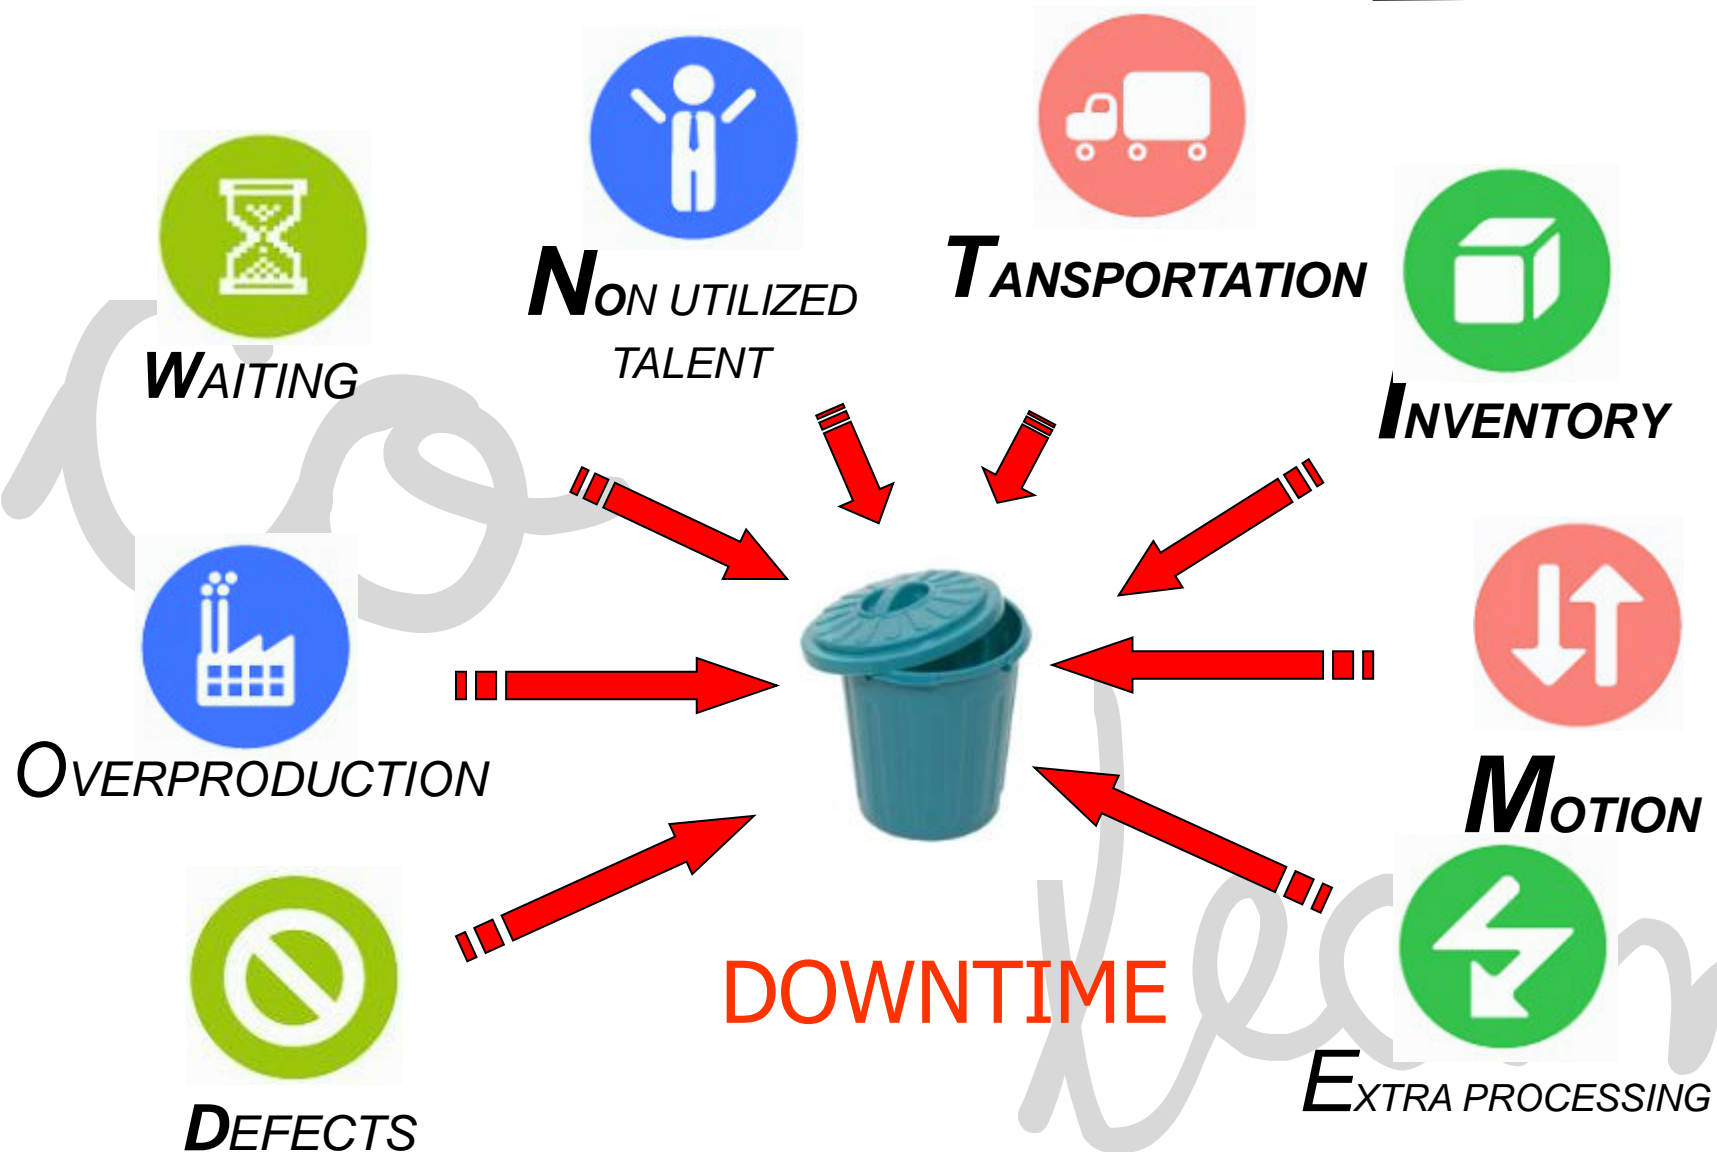 WAITING
NON UTILIZED
TALENT
TANSPORTATION
INVENTORY
OVERPRODUCTION
MOTION
DEFECTS
DOWNTIME
EXTRA PROCESSING